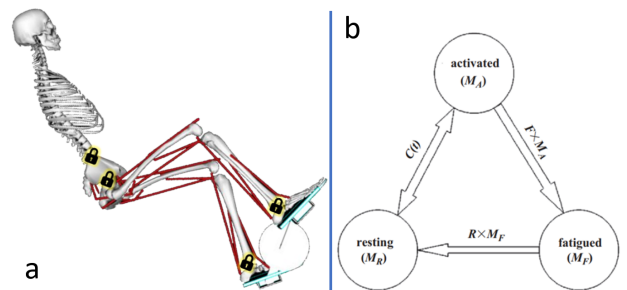 a
b
activated
(M_A)
C(t)
F×M_A
resting
(M_R)
R×M_F
fatigued
(M_F)